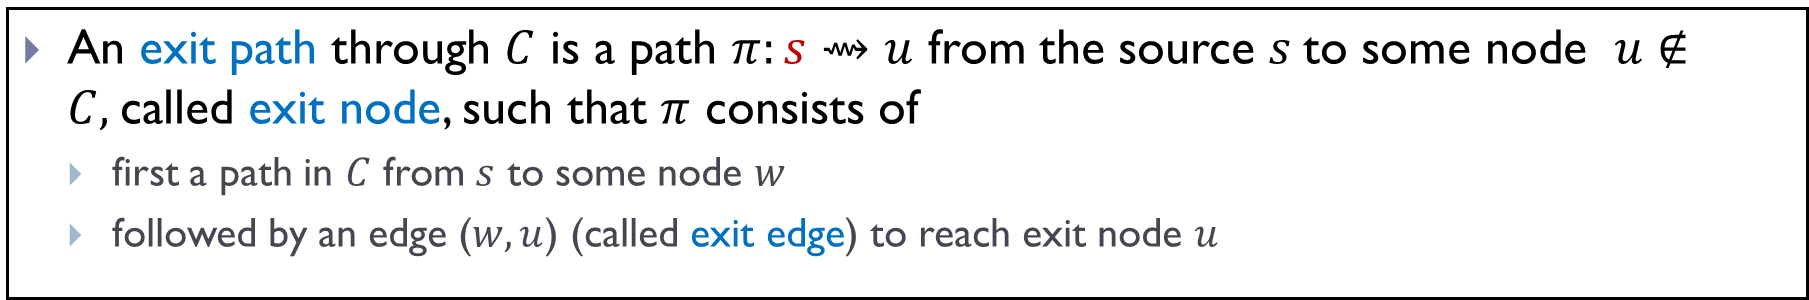 An exit path through C is a path π: s ⇝ u from the source s to some node u ∉
C, called exit node, such that π consists of
first a path in C from s to some node w
followed by an edge (w, u) (called exit edge) to reach exit node u